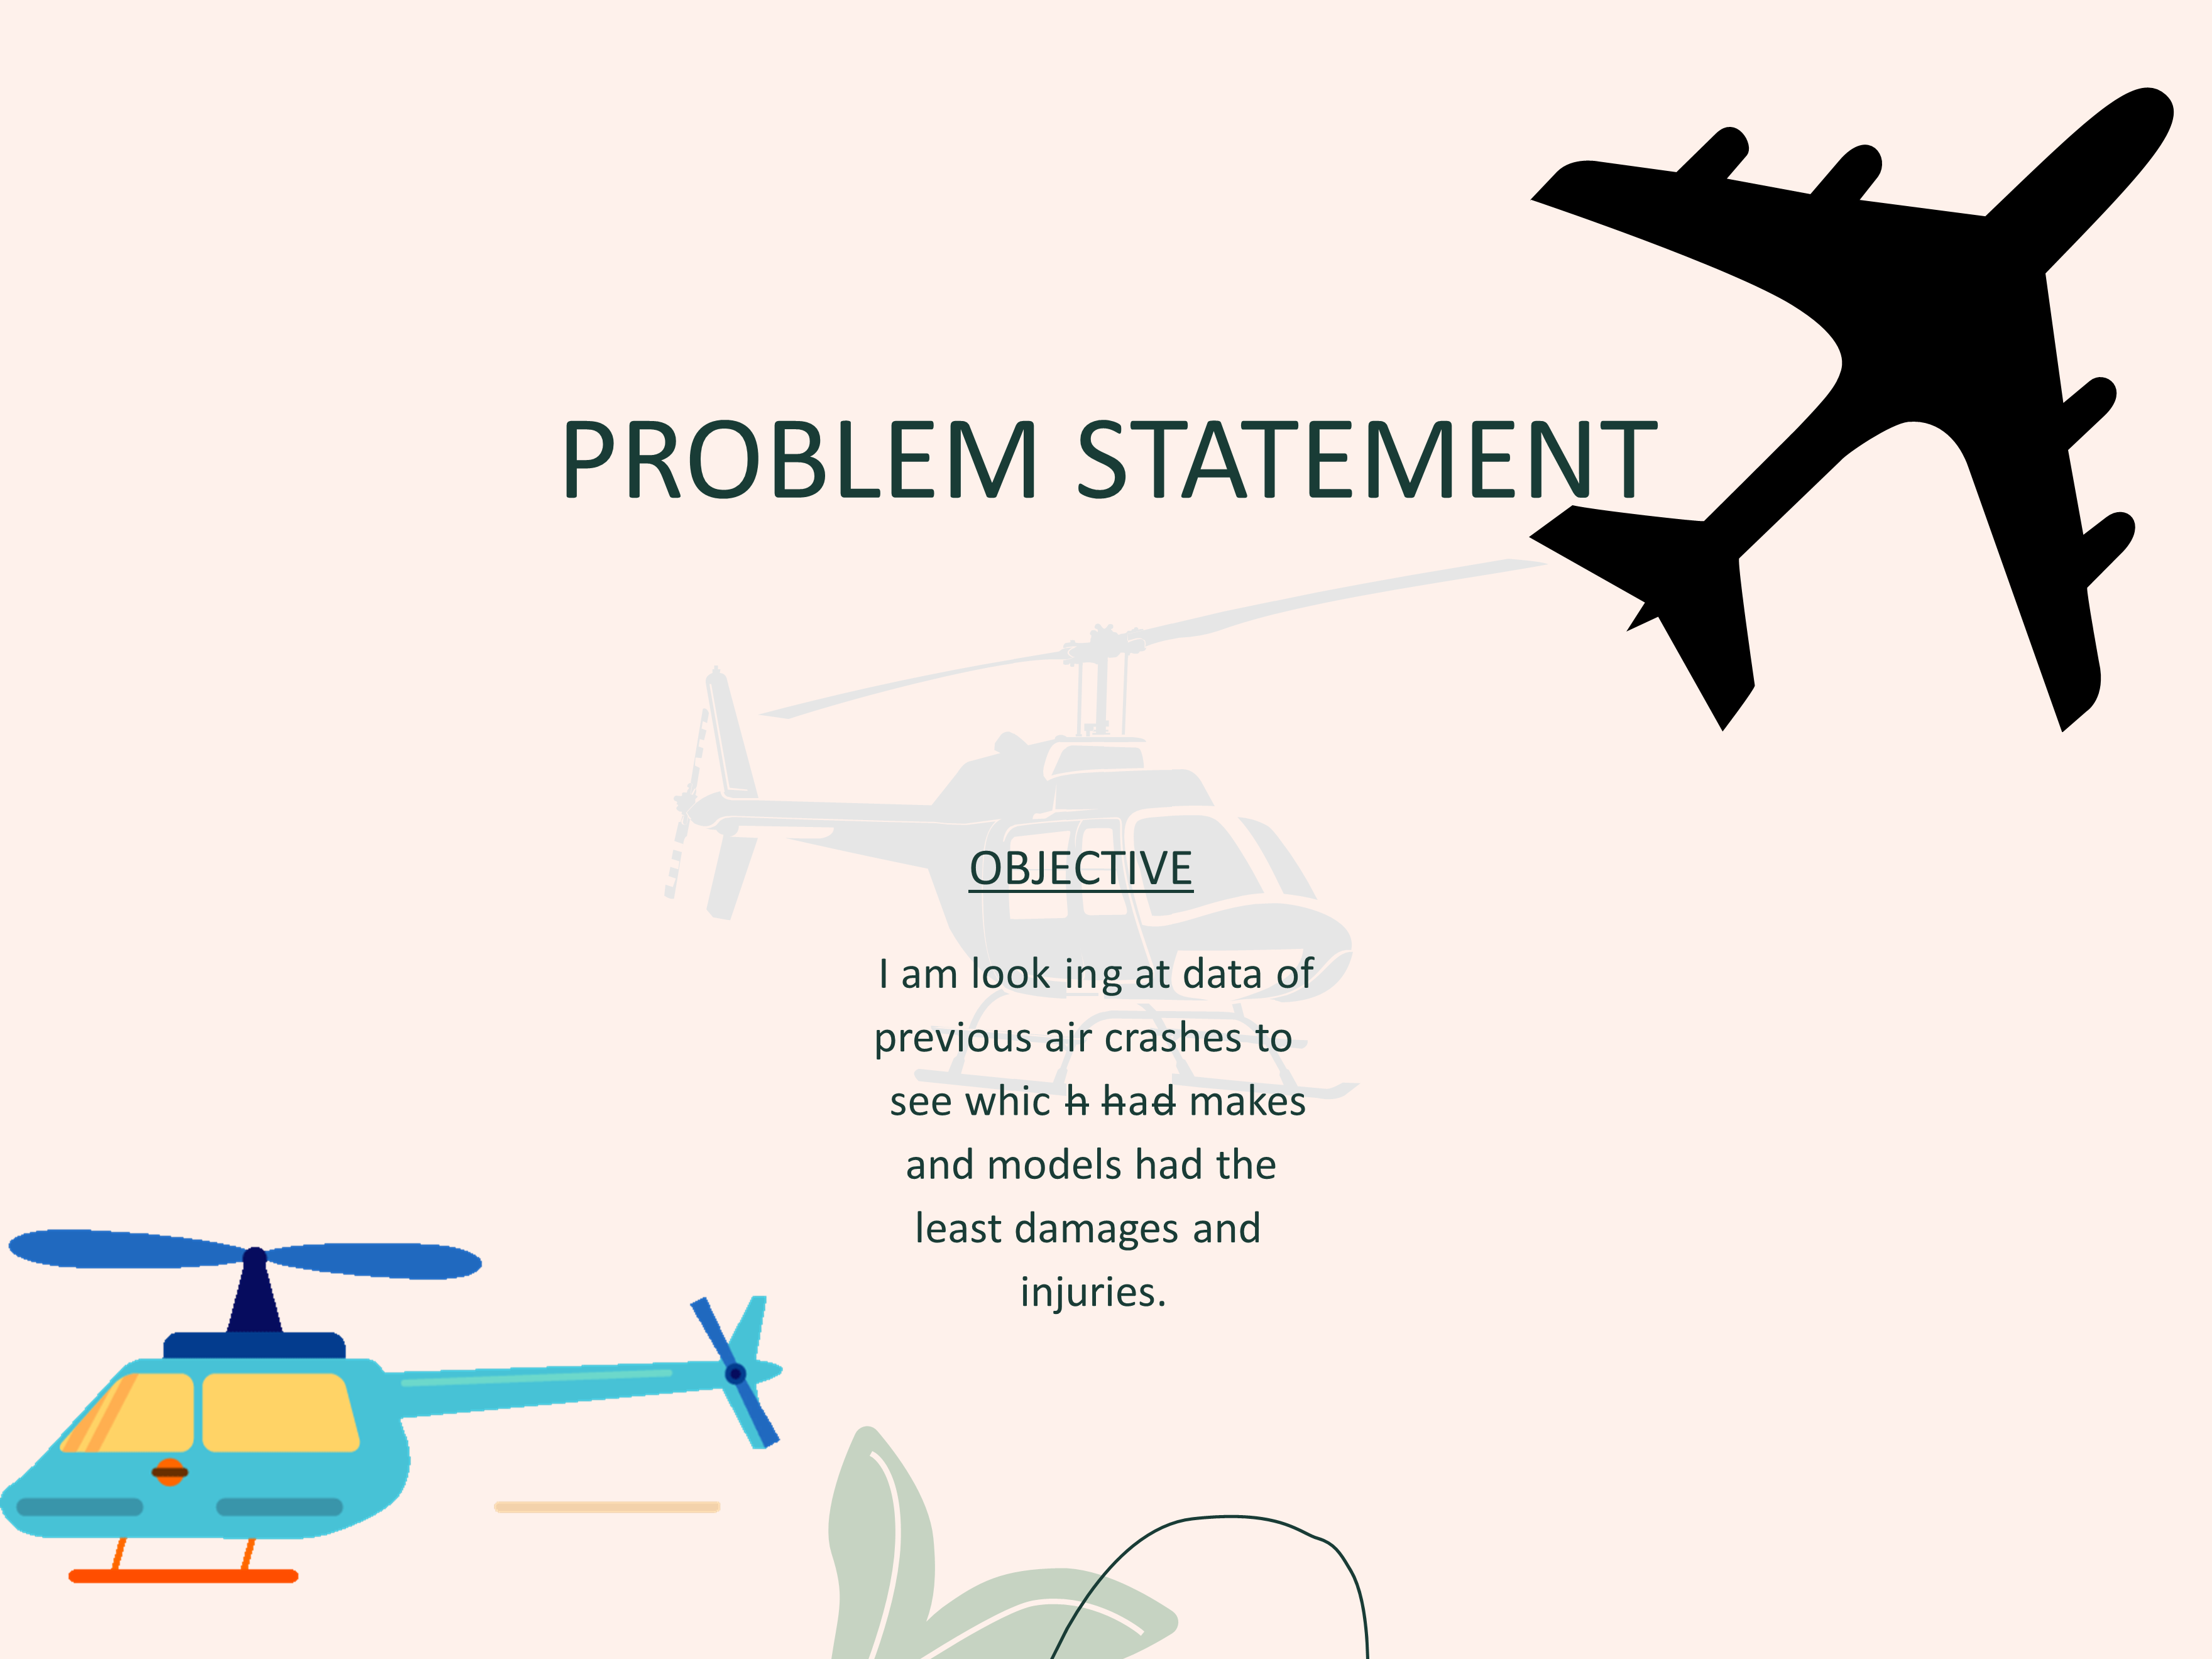 PROBLEM STATEMENT
OBJECTIVE
I am look ing at data of
previous air crashes to
see whic h had makes
and models had the
least damages and
injuries.